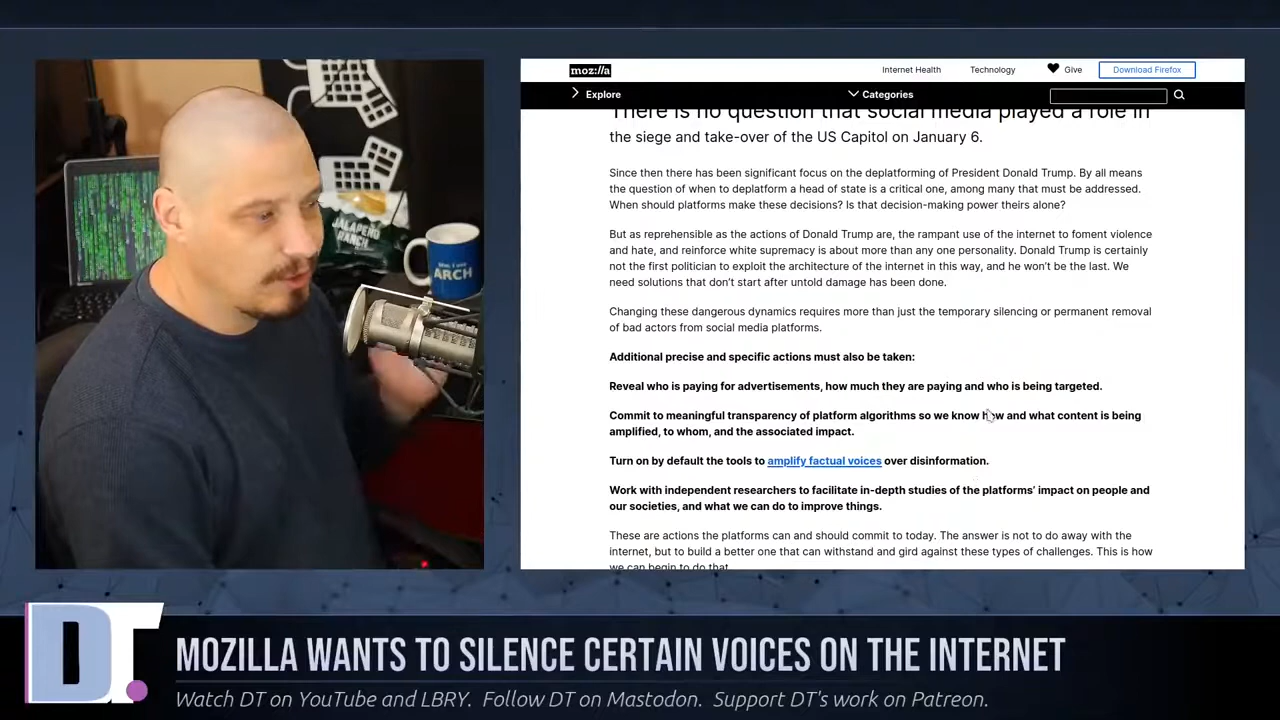 JALAPEÑO
RANCH
btw, I use
ARCH
moz://a
Internet Health
Technology
Give
Download Firefox
Explore
Categories
There is no question that social media played a role in
the siege and take-over of the US Capitol on January 6.
Since then there has been significant focus on the deplatforming of President Donald Trump. By all means
the question of when to deplatform a head of state is a critical one, among many that must be addressed.
When should platforms make these decisions? Is that decision-making power theirs alone?
But as reprehensible as the actions of Donald Trump are, the rampant use of the internet to foment violence
and hate, and reinforce white supremacy is about more than any one personality. Donald Trump is certainly
not the first politician to exploit the architecture of the internet in this way, and he won't be the last. We
need solutions that don't start after untold damage has been done.
Changing these dangerous dynamics requires more than just the temporary silencing or permanent removal
of bad actors from social media platforms.
Additional precise and specific actions must also be taken:
Reveal who is paying for advertisements, how much they are paying and who is being targeted.
Commit to meaningful transparency of platform algorithms so we know how and what content is being
amplified, to whom, and the associated impact.
Turn on by default the tools to amplify factual voices over disinformation.
Work with independent researchers to facilitate in-depth studies of the platforms' impact on people and
our societies, and what we can do to improve things.
These are actions the platforms can and should commit to today. The answer is not to do away with the
internet, but to build a better one that can withstand and gird against these types of challenges. This is how
we can begin to do that
DT.
MOZILLA WANTS TO SILENCE CERTAIN VOICES ON THE INTERNET
Watch DT on YouTube and LBRY. Follow DT on Mastodon. Support DT's work on Patreon.